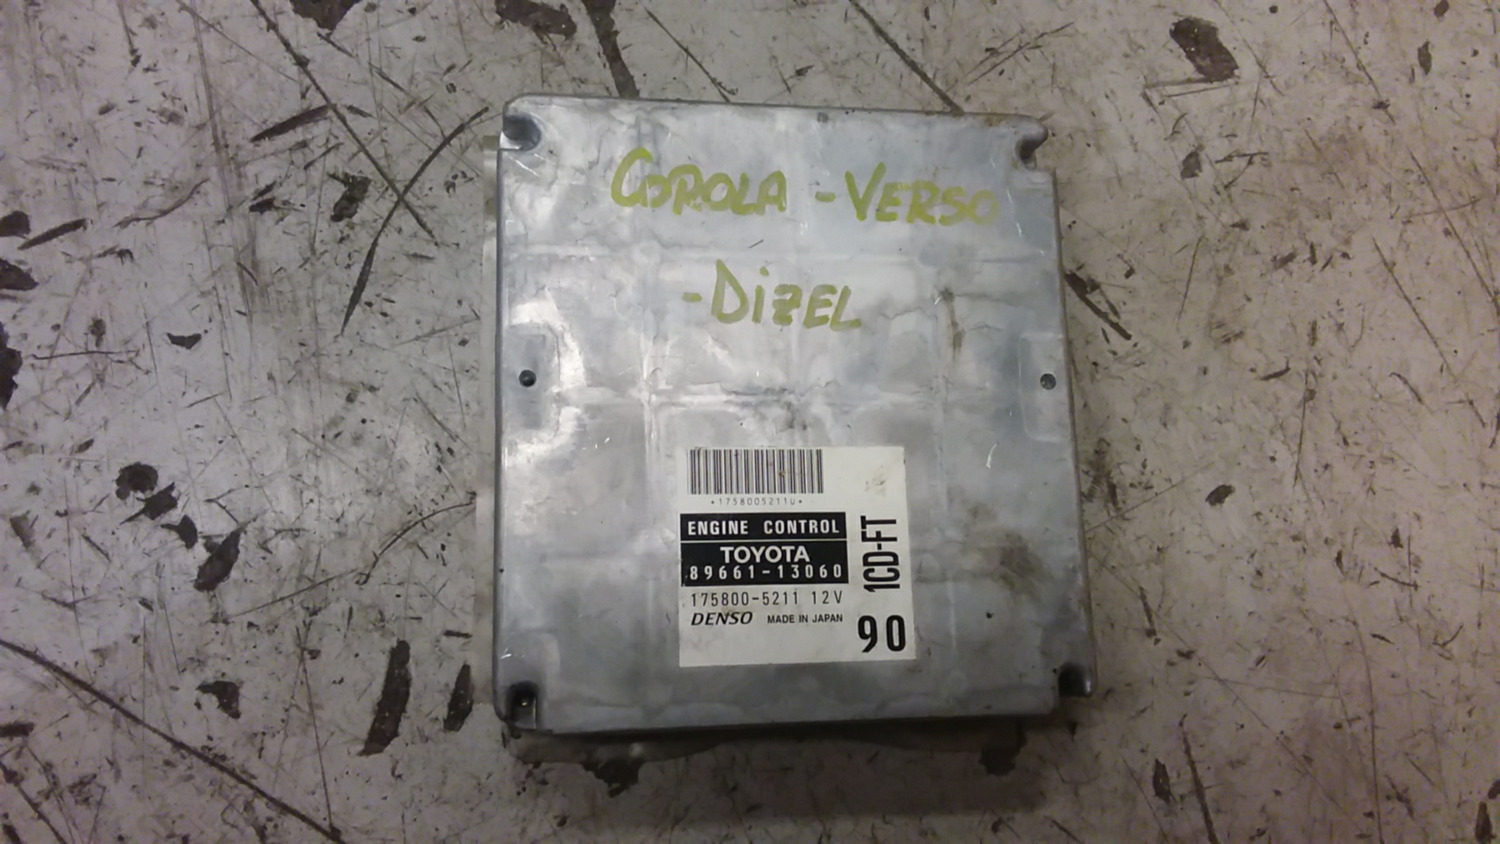 COROLA - VERSO
- DizEL
*1758005211U*
ENGINE CONTROL
TOYOTA
89661-13060
175800-5211 12V
DENSO MADE IN JAPAN
1CD-FT
90